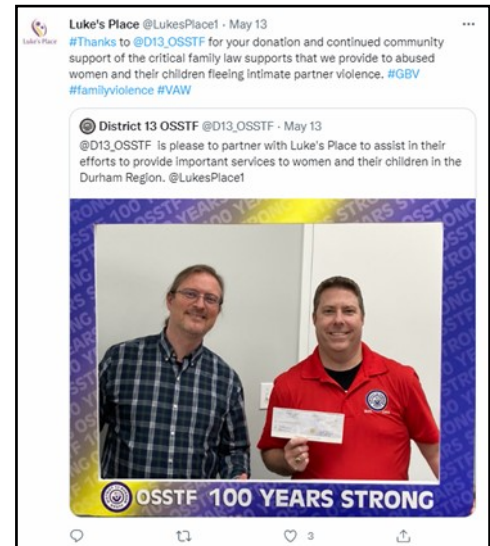 Luke's Place @LukesPlace1 · May 13
#Thanks to @D13_OSSTF for your donation and continued community
support of the critical family law supports that we provide to abused
women and their children fleeing intimate partner violence. #GBV
#familyviolence #VAW
Luke's Place
District 13 OSSTF @D13_OSSTF · May 13
@D13_OSSTF is please to partner with Luke's Place to assist in their
efforts to provide important services to women and their children in the
Durham Region. @LukesPlace1
100 YEARS STRONG
OSSTF 100 YEARS STRONG
3